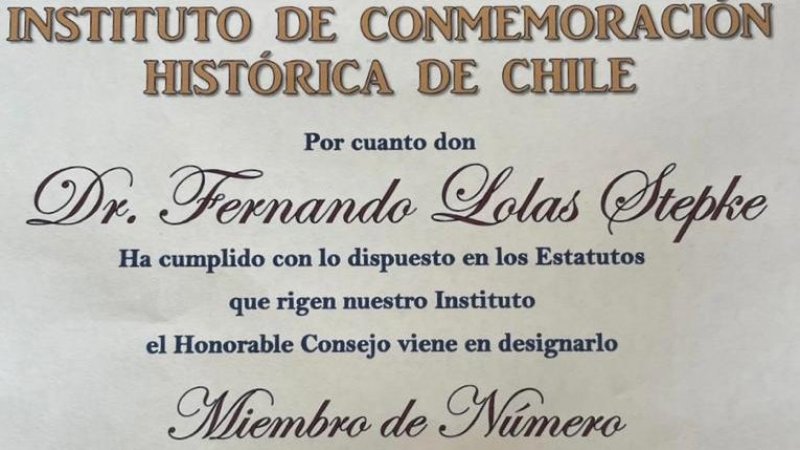 INSTITUTO DE CONMEMORACIÓN
HISTÓRICA DE CHILE
Por cuanto don
Dr. Fernando Lolas Stepke
Ha cumplido con lo dispuesto en los Estatutos
que rigen nuestro Instituto
el Honorable Consejo viene en designarlo
Miembro de Número